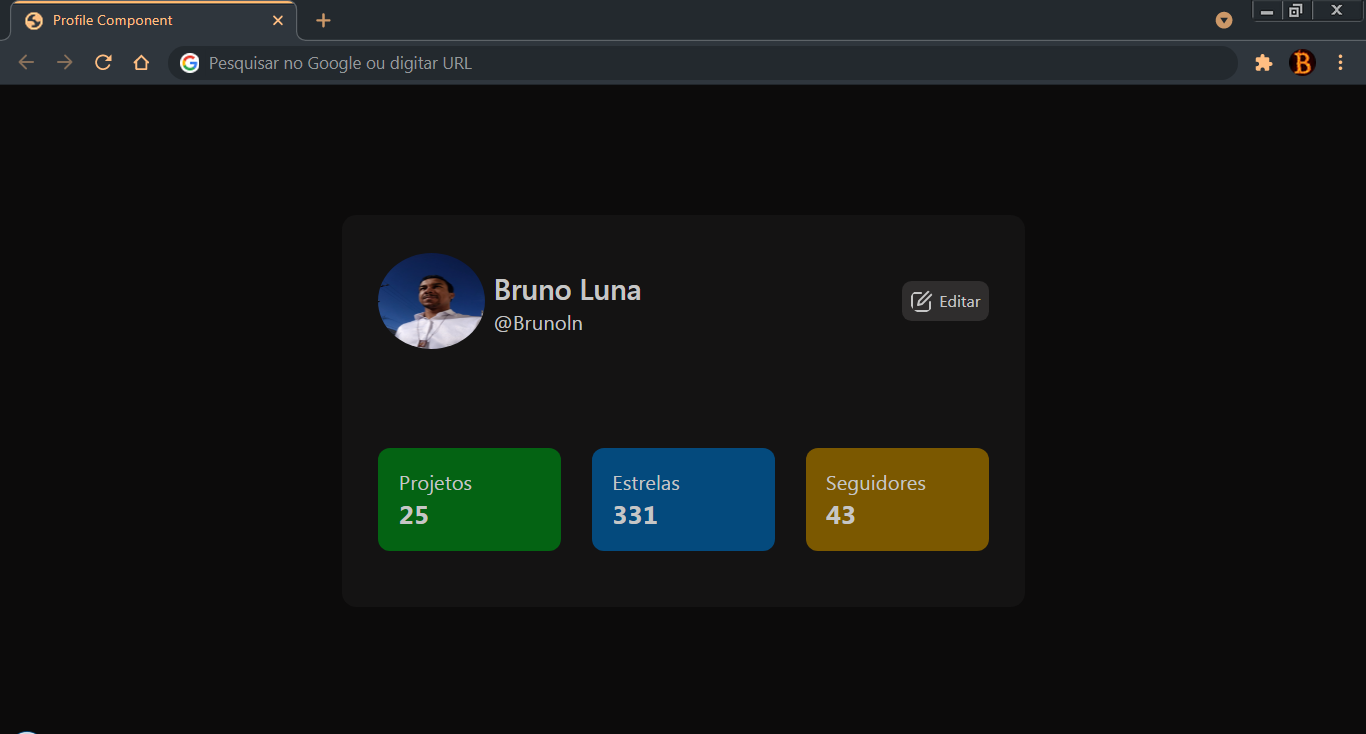 Profile Component
Pesquisar no Google ou digitar URL
B
Bruno Luna
@Brunoln
Editar
Projetos
25
Estrelas
331
Seguidores
43